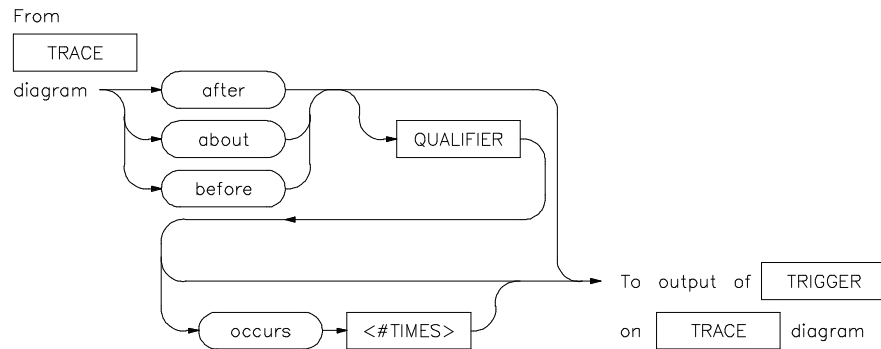 From
TRACE
diagram
after
about
before
QUALIFIER
occurs
<#TIMES>
To output of TRIGGER
on TRACE diagram